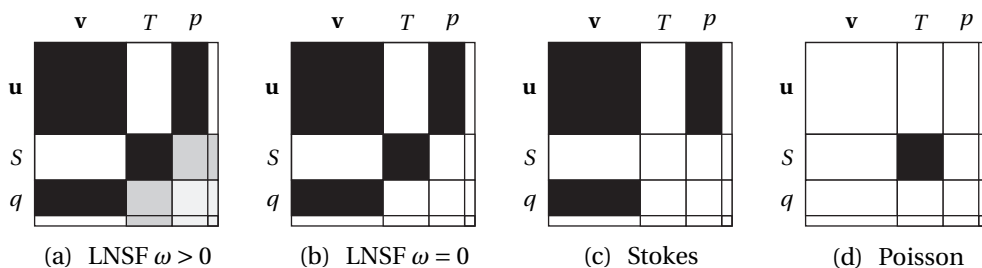 v T p v T p v T p v T p
u u u u
S S S S
q q q q
(a) LNSF ω > 0 (b) LNSF ω = 0 (c) Stokes (d) Poisson